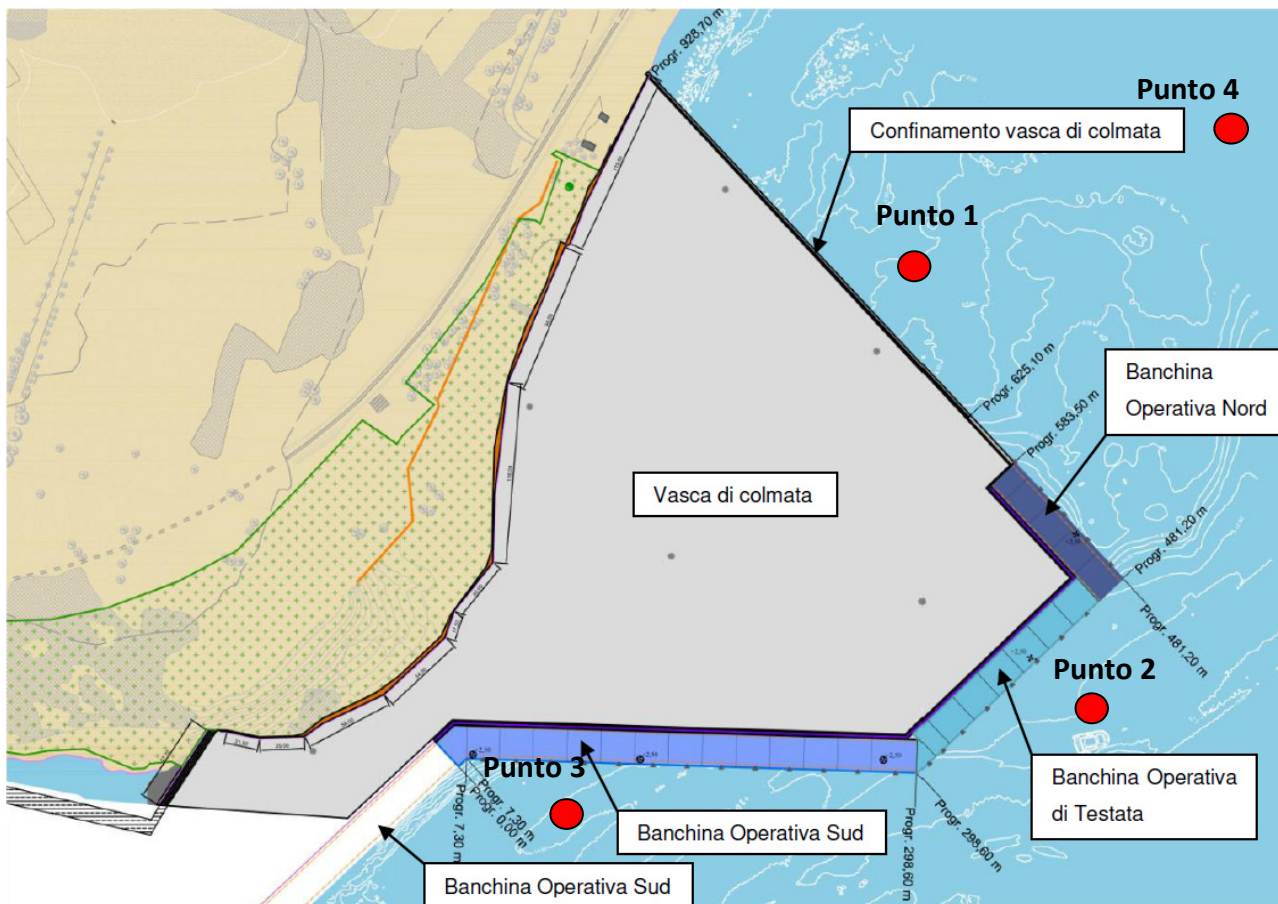 Progr. 928,70 m
Punto 4
Confinamento vasca di colmata
Punto 1
Progr. 625,10 m
Progr. 583,50 m
Banchina
Operativa Nord
Vasca di colmata
Progr. 481,20 m
Progr. 481,20 m
Punto 2
Punto 3
Progr. 7,30 m
Progr. 0,00 m
Progr. 7,30 m
Banchina Operativa Sud
Banchina Operativa Sud
Progr. 298,60 m
Progr. 298,60 m
Banchina Operativa
di Testata